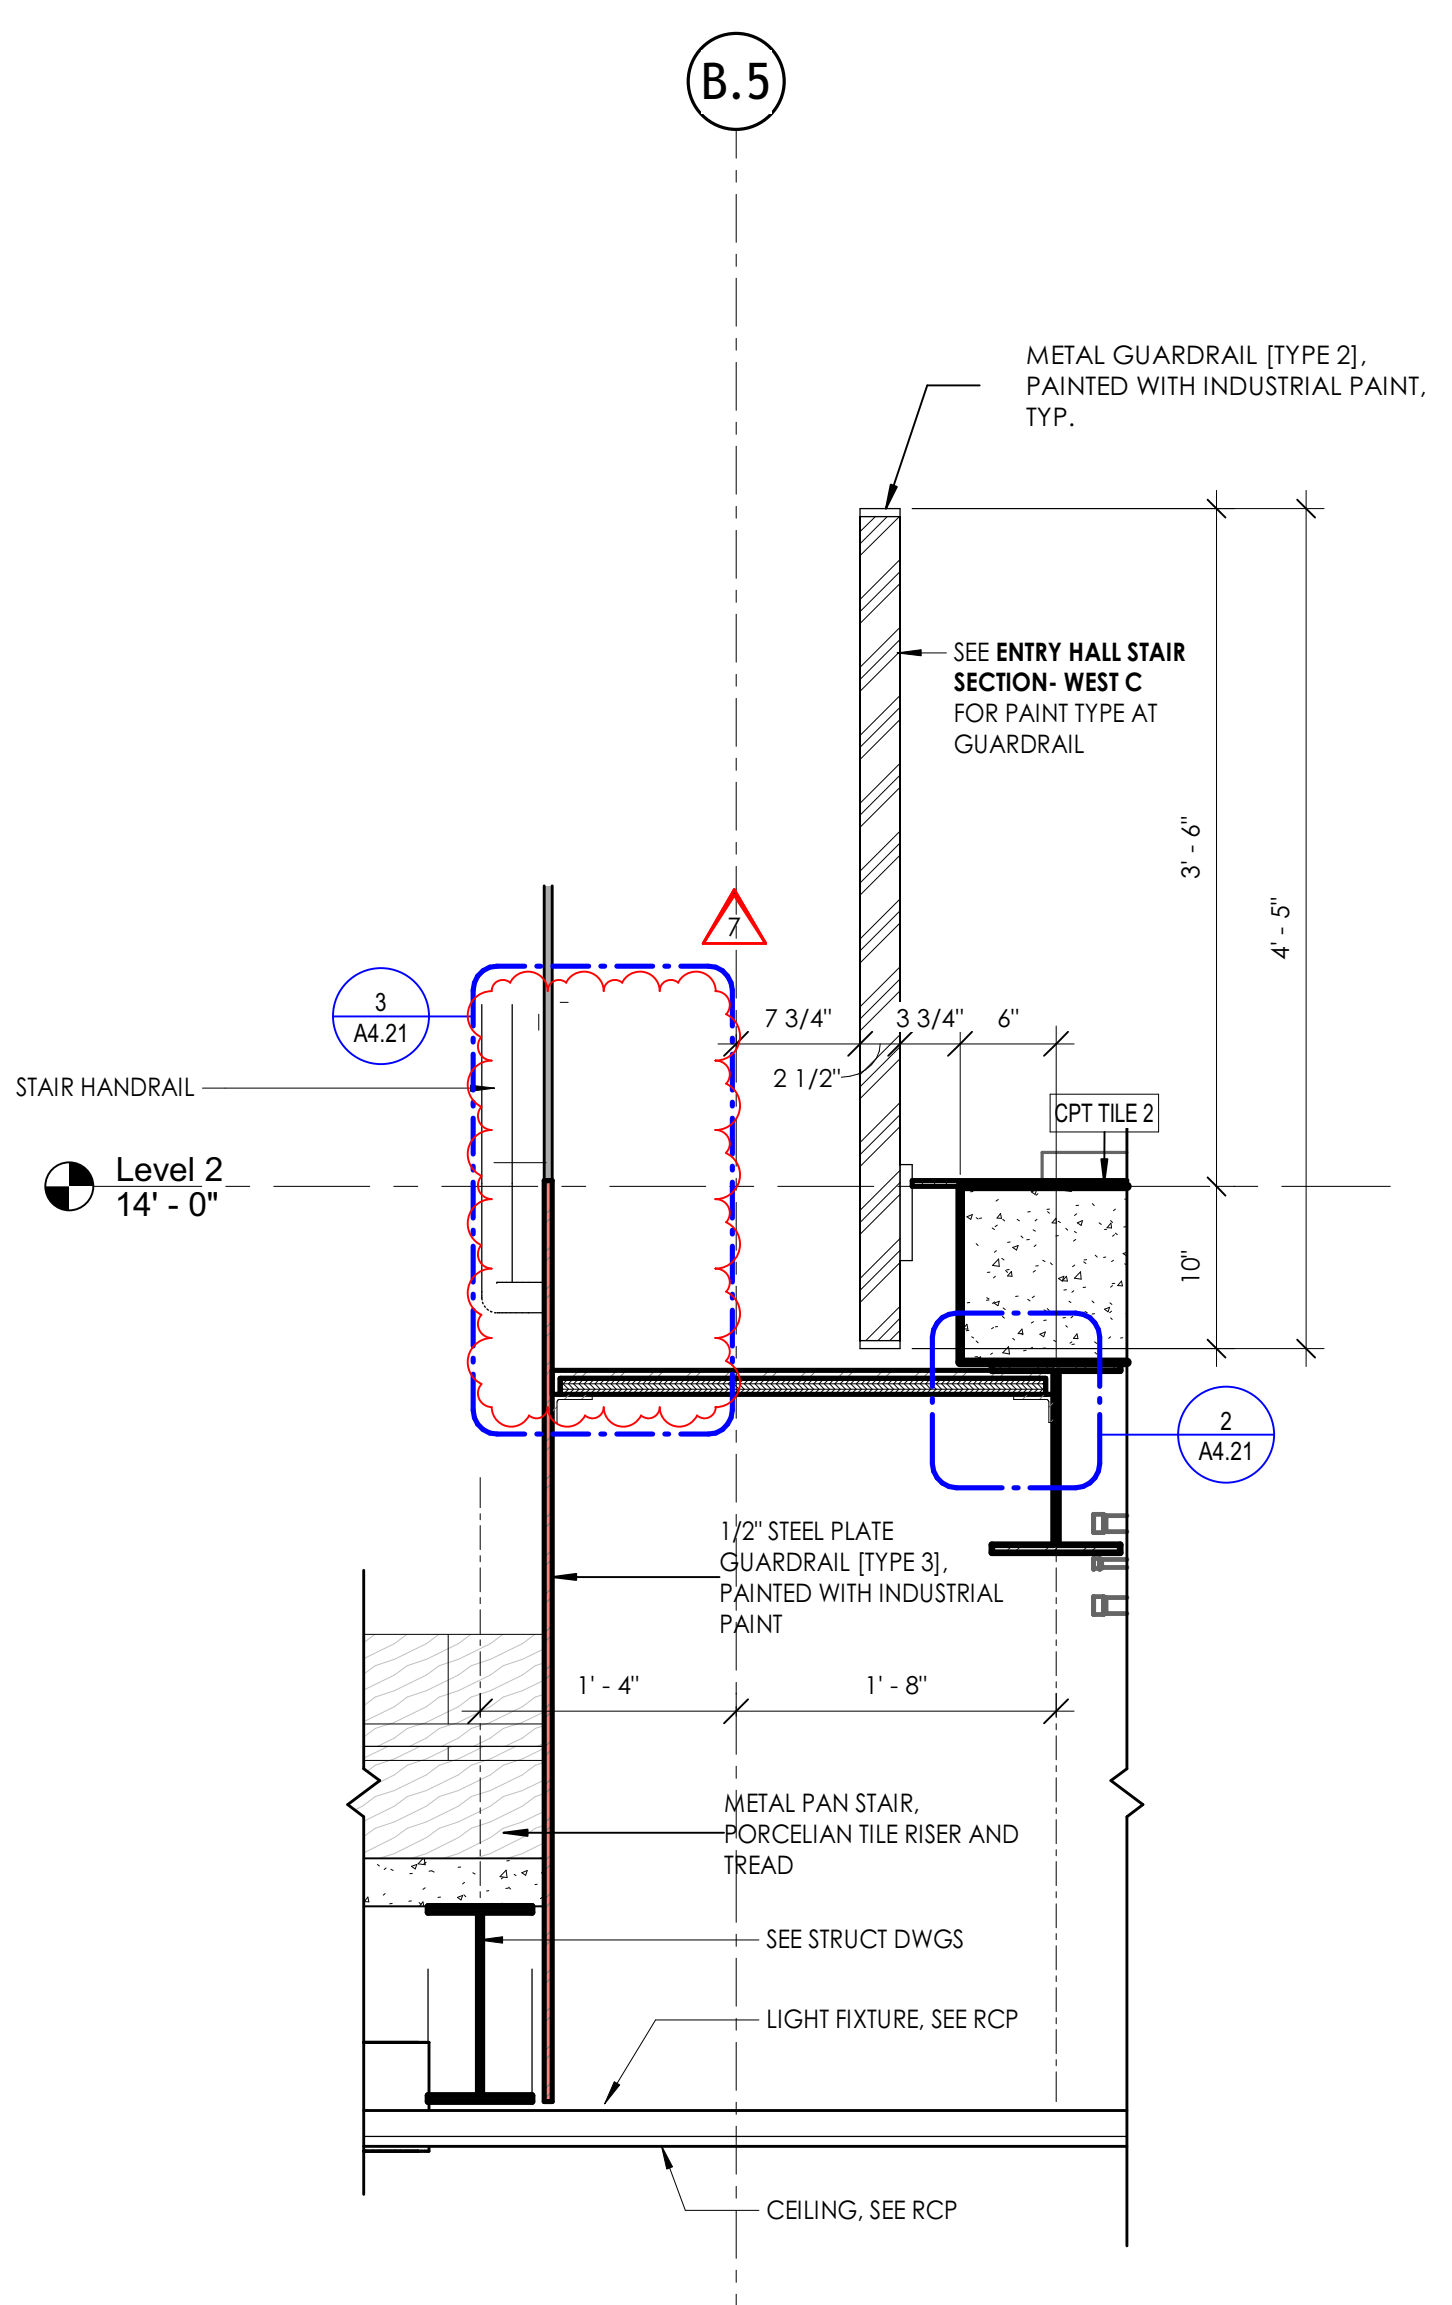 B.5
METAL GUARDRAIL [TYPE 2],
PAINTED WITH INDUSTRIAL PAINT,
TYP.
SEE ENTRY HALL STAIR
SECTION- WEST C
FOR PAINT TYPE AT
GUARDRAIL
3' - 6"
4' - 5"
7
3
A4.21
7 3/4"
3 3/4"
6"
2 1/2"
STAIR HANDRAIL
CPT TILE 2
Level 2
14' - 0"
10"
2
A4.21
1/2" STEEL PLATE
GUARDRAIL [TYPE 3],
PAINTED WITH INDUSTRIAL
PAINT
1' - 4"
1' - 8"
METAL PAN STAIR,
PORCELIAN TILE RISER AND
TREAD
SEE STRUCT DWGS
LIGHT FIXTURE, SEE RCP
CEILING, SEE RCP